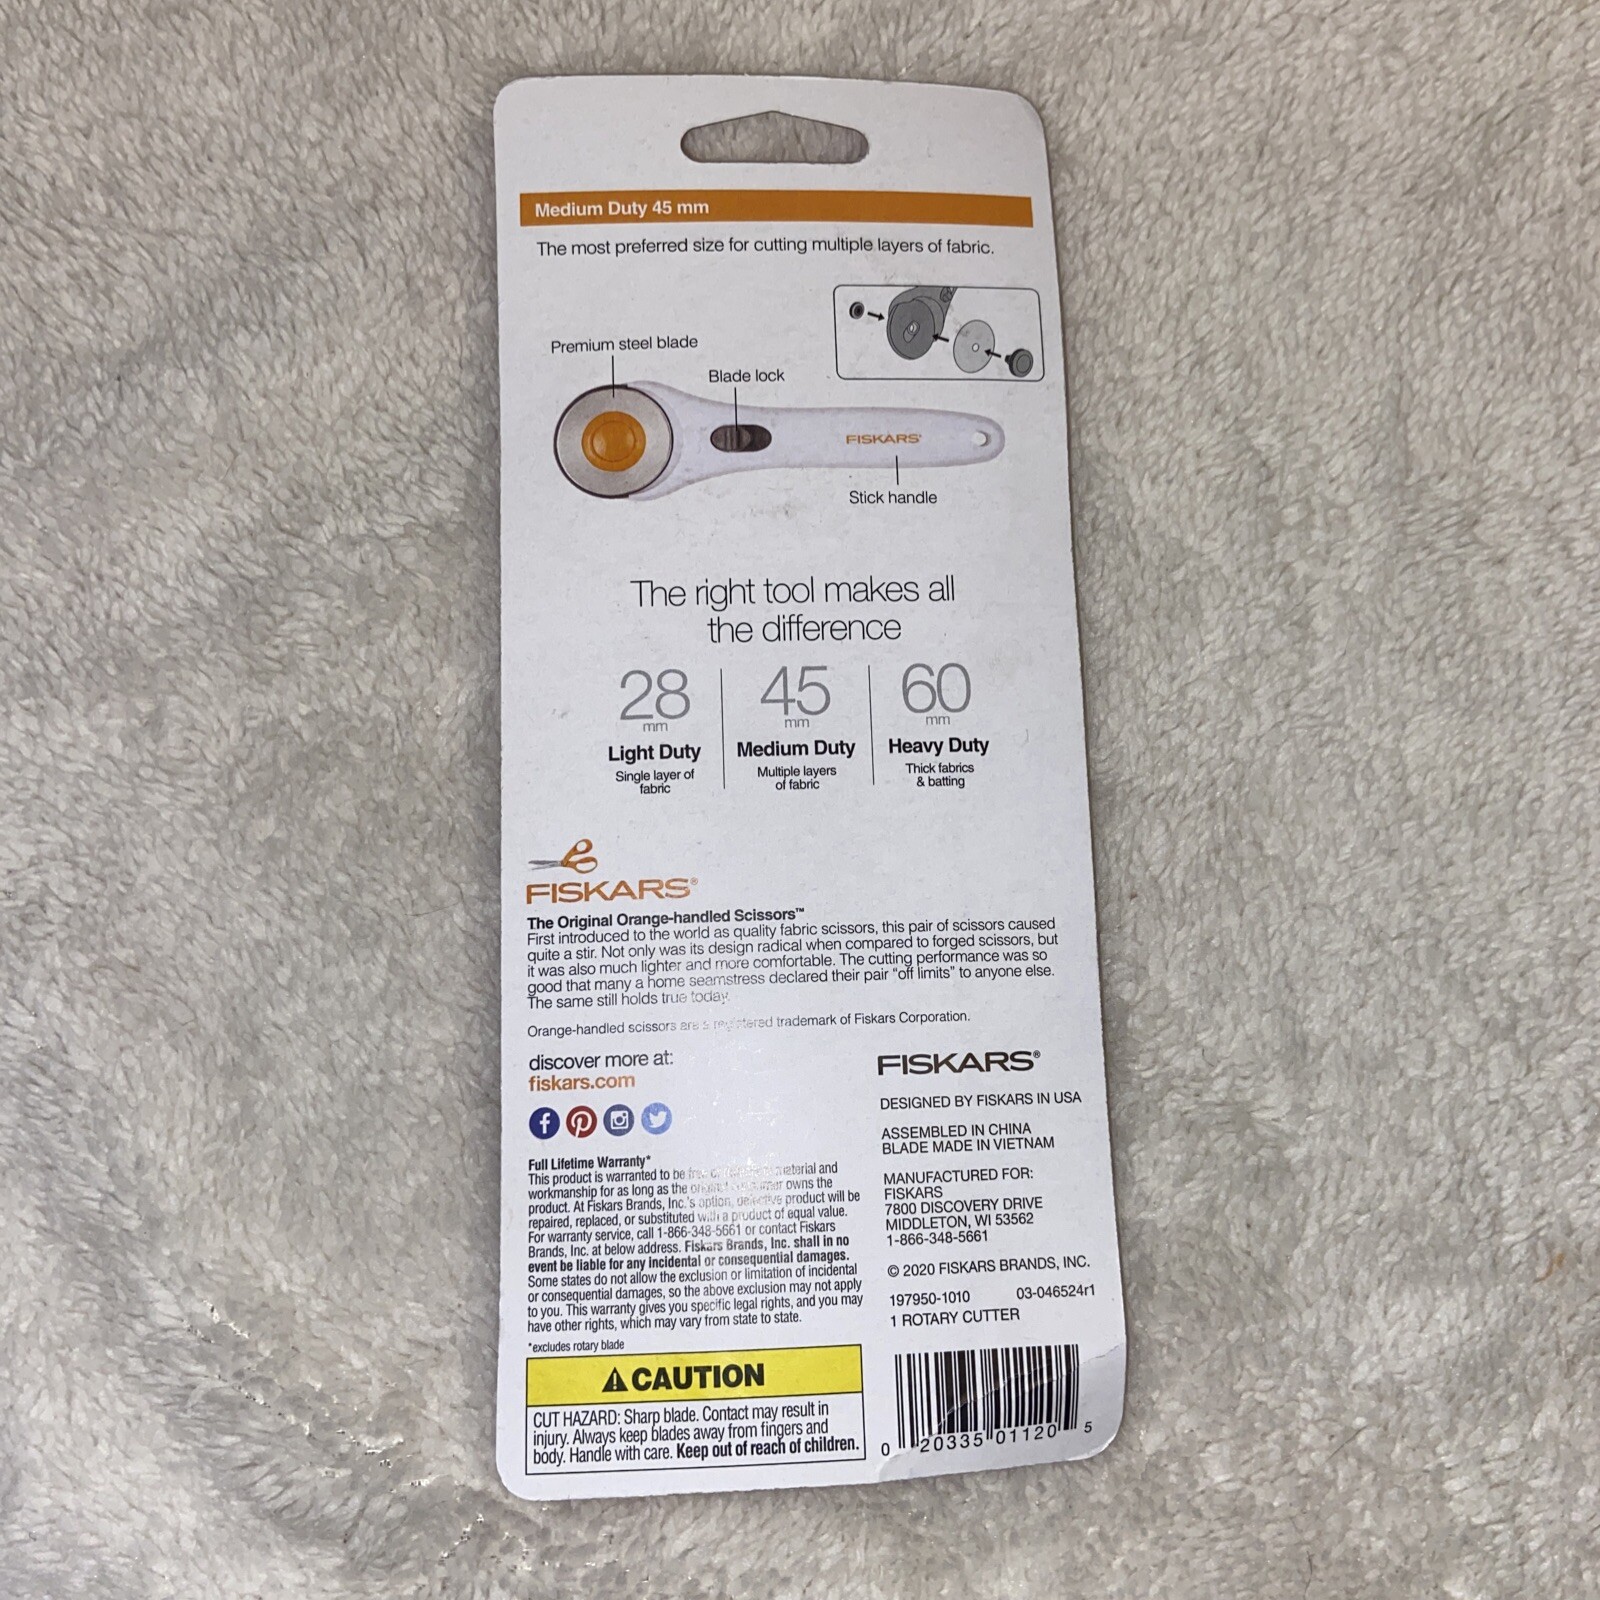 Medium Duty 45 mm
The most preferred size for cutting multiple layers of fabric.
Premium steel blade
Blade lock
FISKARS®
Stick handle
The right tool makes all
the difference
28
mm
Light Duty
Single layer of
fabric
45
mm
Medium Duty
Multiple layers
of fabric
60
mm
Heavy Duty
Thick fabrics
& batting
FISKARS®
The Original Orange-handled Scissors™
First introduced to the world as quality fabric scissors, this pair of scissors caused
quite a stir. Not only was its design radical when compared to forged scissors, but
it was also much lighter and more comfortable. The cutting performance was so
good that many a home seamstress declared their pair "off limits" to anyone else.
The same still holds true today.
Orange-handled scissors are a registered trademark of Fiskars Corporation.
discover more at:
fiskars.com
Full Lifetime Warranty*
This product is warranted to be material and
workmanship for as long as the owns the
product. At Fiskars Brands, Inc.'s option, defective product will be
repaired, replaced, or substituted with a product of equal value.
For warranty service, call 1-866-348-5661 or contact Fiskars
Brands, Inc. at below address. Fiskars Brands, Inc. shall in no
event be liable for any incidental or consequential damages.
Some states do not allow the exclusion or limitation of incidental
or consequential damages, so the above exclusion may not apply
to you. This warranty gives you specific legal rights, and you may
have other rights, which may vary from state to state.
*excludes rotary blade
CAUTION
CUT HAZARD: Sharp blade. Contact may result in
injury. Always keep blades away from fingers and
body. Handle with care. Keep out of reach of children.
FISKARS®
DESIGNED BY FISKARS IN USA
ASSEMBLED IN CHINA
BLADE MADE IN VIETNAM
MANUFACTURED FOR:
FISKARS
7800 DISCOVERY DRIVE
MIDDLETON, WI 53562
1-866-348-5661
© 2020 FISKARS BRANDS, INC.
197950-1010 03-046524r1
1 ROTARY CUTTER
0 20335 01120 5